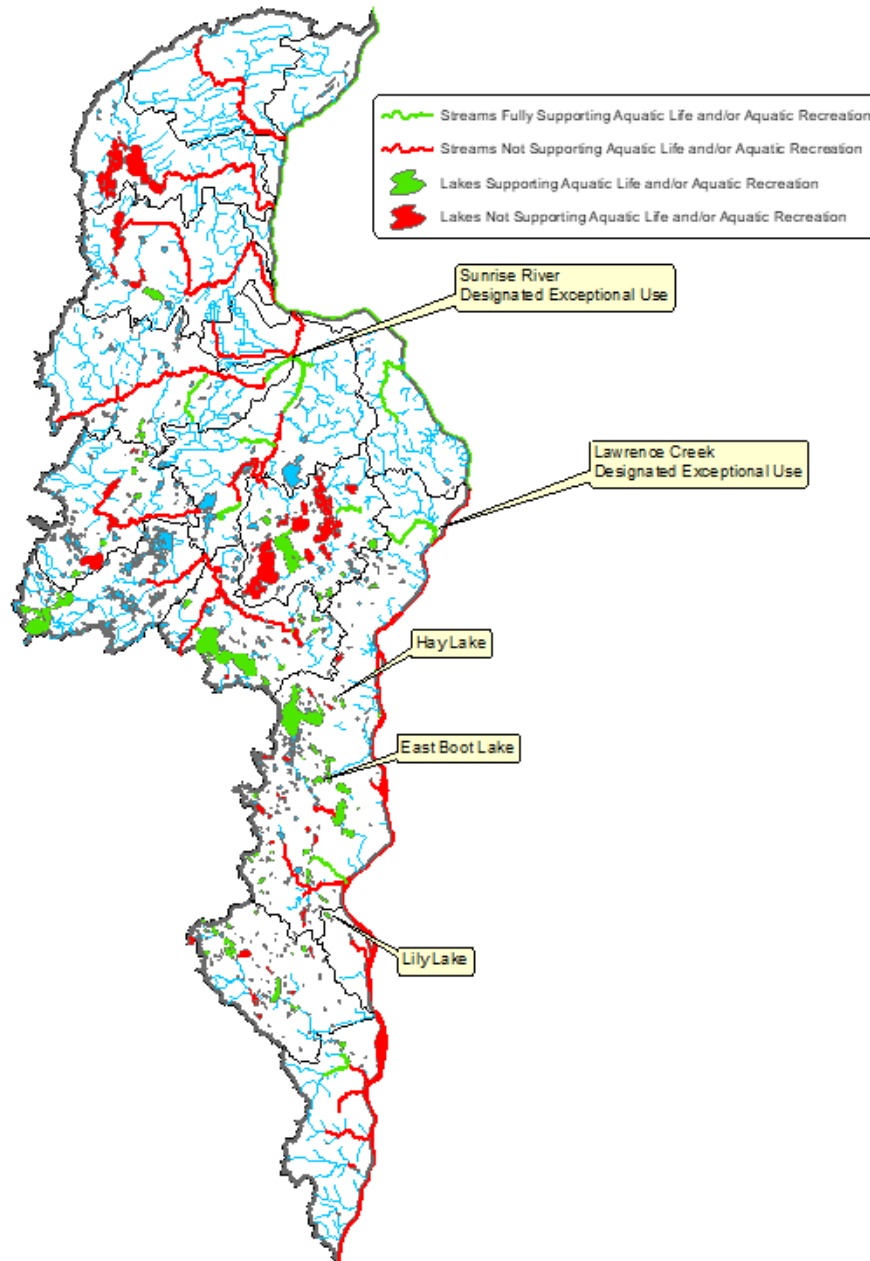 Streams Fully Supporting Aquatic Life and/or Aquatic Recreation
Streams Not Supporting Aquatic Life and/or Aquatic Recreation
Lakes Supporting Aquatic Life and/or Aquatic Recreation
Lakes Not Supporting Aquatic Life and/or Aquatic Recreation
Sunrise River
Designated Exceptional Use
Lawrence Creek
Designated Exceptional Use
Hay Lake
East Boot Lake
Lily Lake